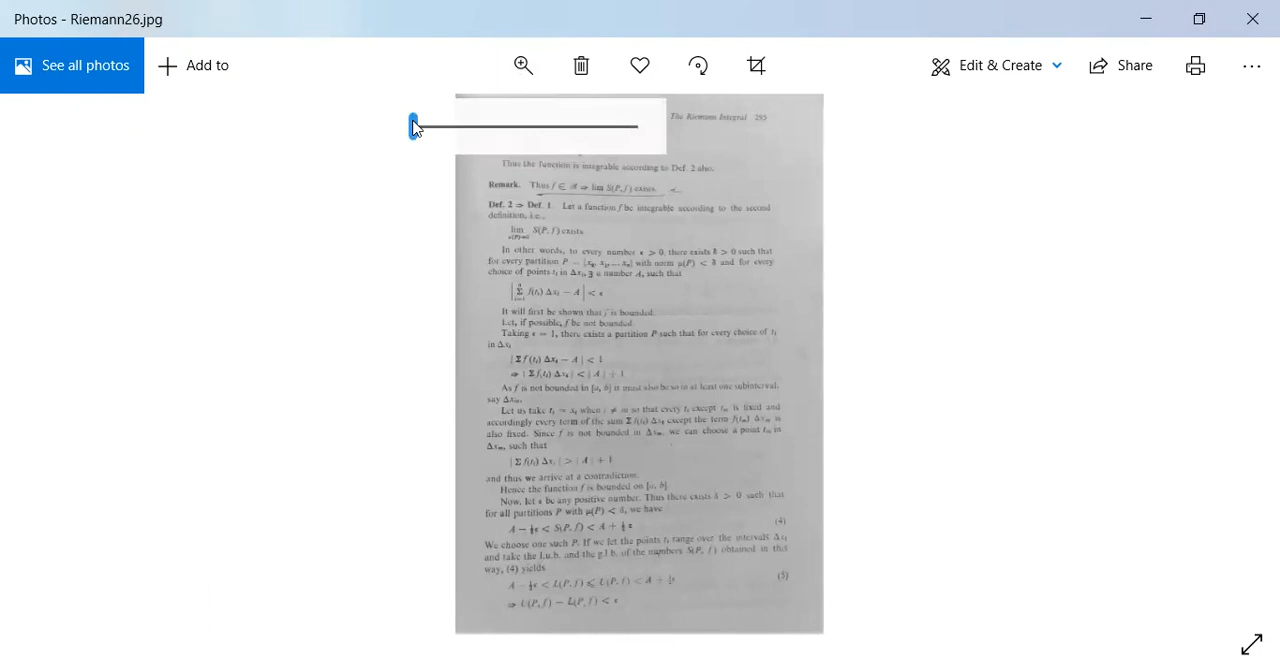 Photos - Riemann26.jpg
See all photos
Add to
Edit & Create
Share
The Riemann Integral 295
Thus the function is integrable according to Def. 2 also.
Remark. Thus f ∈ ℛ ⇒ lim S(P, f) exists.
Def. 2 ⇒ Def. 1. Let a function f be integrable according to the second
definition, i.e.,
lim S(P, f) exists
μ(P)→0
In other words, to every number ε > 0, there exists δ > 0 such that
for every partition P = {x₀, x₁, ... xₙ} with norm μ(P) < δ and for every
choice of points tᵢ in Δxᵢ, ∃ a number A, such that
| Σ f(tᵢ) Δxᵢ − A | < ε
It will first be shown that f is bounded.
Let, if possible, f be not bounded.
Taking ε = 1, there exists a partition P such that for every choice of tᵢ
in Δxᵢ
| Σ f(tᵢ) Δxᵢ − A | < 1
⇒ | Σ f(tᵢ) Δxᵢ | < | A | + 1
As f is not bounded in [a, b] it must also be so in at least one subinterval,
say Δxₘ.
Let us take tᵢ = xᵢ when i ≠ m so that every tᵢ except tₘ is fixed and
accordingly every term of the sum Σ f(tᵢ) Δxᵢ except the term f(tₘ) Δxₘ is
also fixed. Since f is not bounded in Δxₘ, we can choose a point tₘ in
Δxₘ, such that
| Σ f(tᵢ) Δxᵢ | > | A | + 1
and thus we arrive at a contradiction.
Hence the function f is bounded on [a, b].
Now, let ε be any positive number. Thus there exists δ > 0 such that
for all partitions P with μ(P) < δ, we have
A − ½ε < S(P, f) < A + ½ε (4)
We choose one such P. If we let the points tᵢ range over the intervals Δxᵢ
and take the l.u.b. and the g.l.b. of the numbers S(P, f) obtained in this
way, (4) yields
A − ½ε < L(P, f) ⩽ U(P, f) < A + ½ε (5)
⇒ U(P, f) − L(P, f) < ε